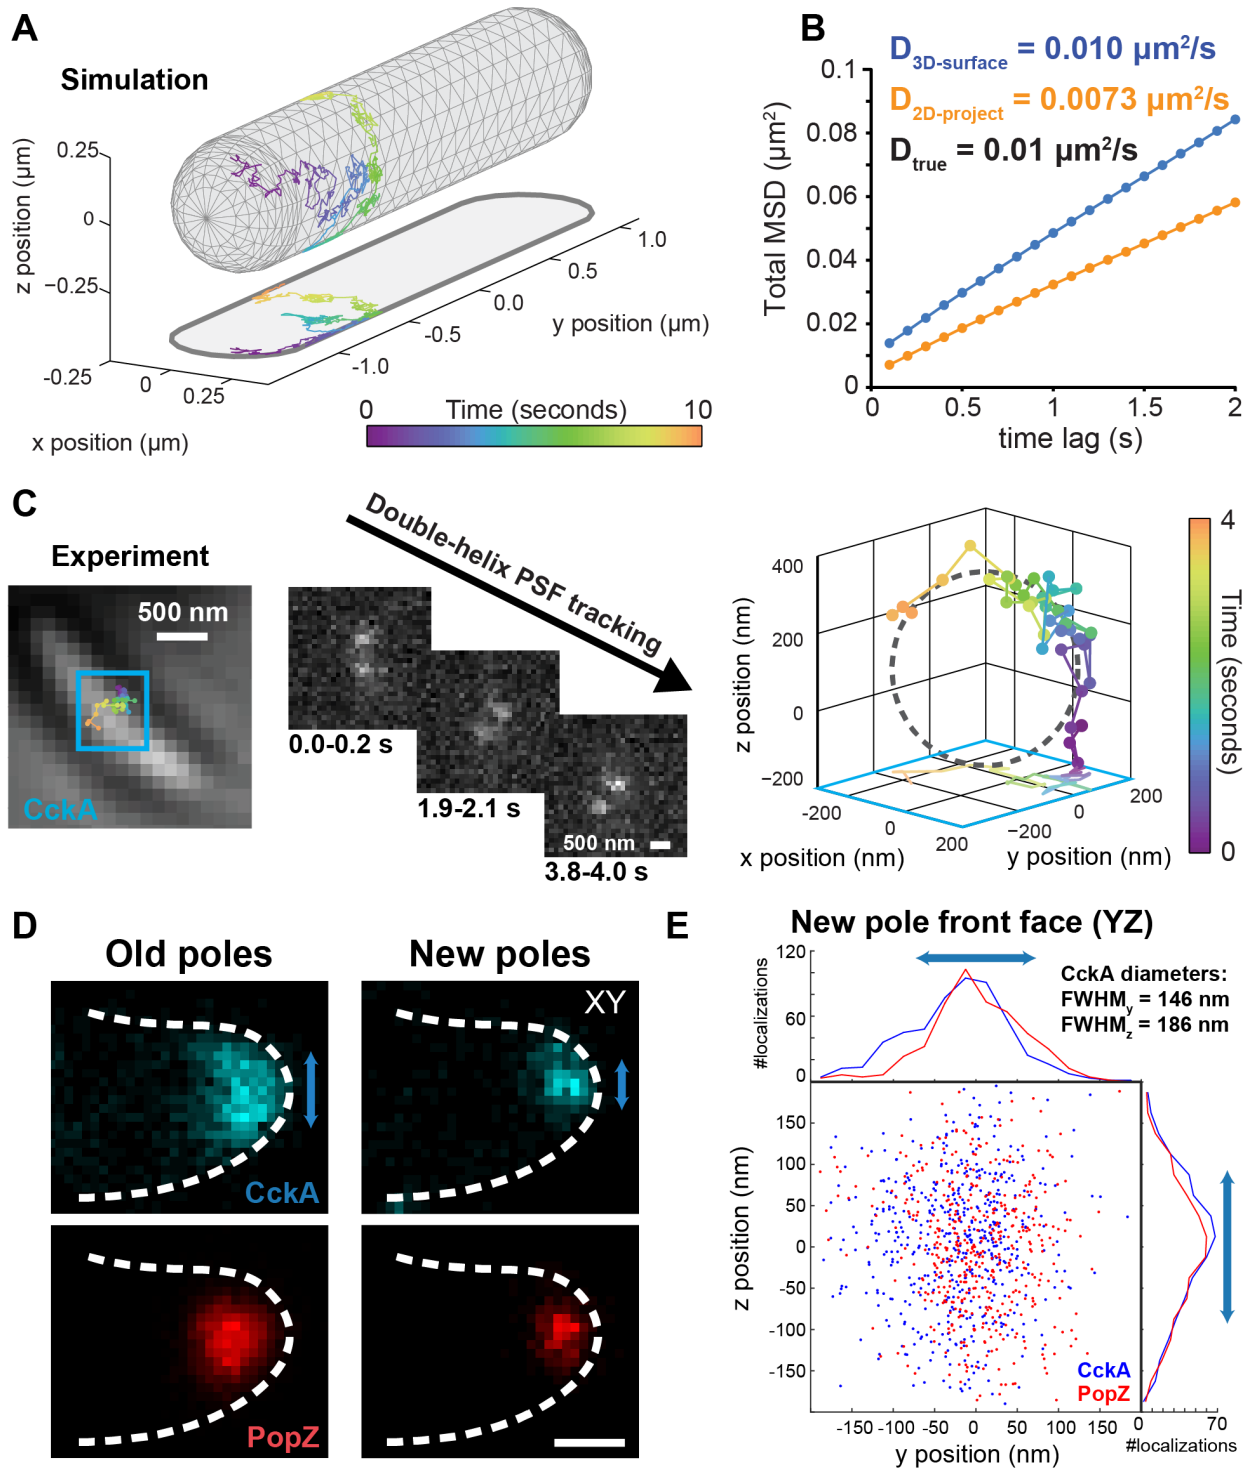 A
Simulation
z position (µm)
0.25
0
−0.25
-0.25
0
0.25
x position (µm)
-1.0
-0.5
0.0
0.5
1.0
y position (µm)
0
Time (seconds)
10
B
D3D-surface = 0.010 µm²/s
D2D-project = 0.0073 µm²/s
Dtrue = 0.01 µm²/s
Total MSD (µm²)
0.1
0.08
0.06
0.04
0.02
0
0
0.5
1
1.5
2
time lag (s)
C
Experiment
500 nm
CckA
Double-helix PSF tracking
0.0-0.2 s
1.9-2.1 s
500 nm
3.8-4.0 s
z position (nm)
400
200
0
−200
-200
0
200
x position (nm)
−200
0
200
y position (nm)
4
Time (seconds)
0
D
Old poles
New poles
XY
CckA
PopZ
E
New pole front face (YZ)
#localizations
120
60
0
CckA diameters:
FWHMy = 146 nm
FWHMz = 186 nm
z position (nm)
150
100
50
0
-50
-100
-150
CckA
PopZ
-150
-100
-50
0
50
100
150
y position (nm)
0
70
#localizations